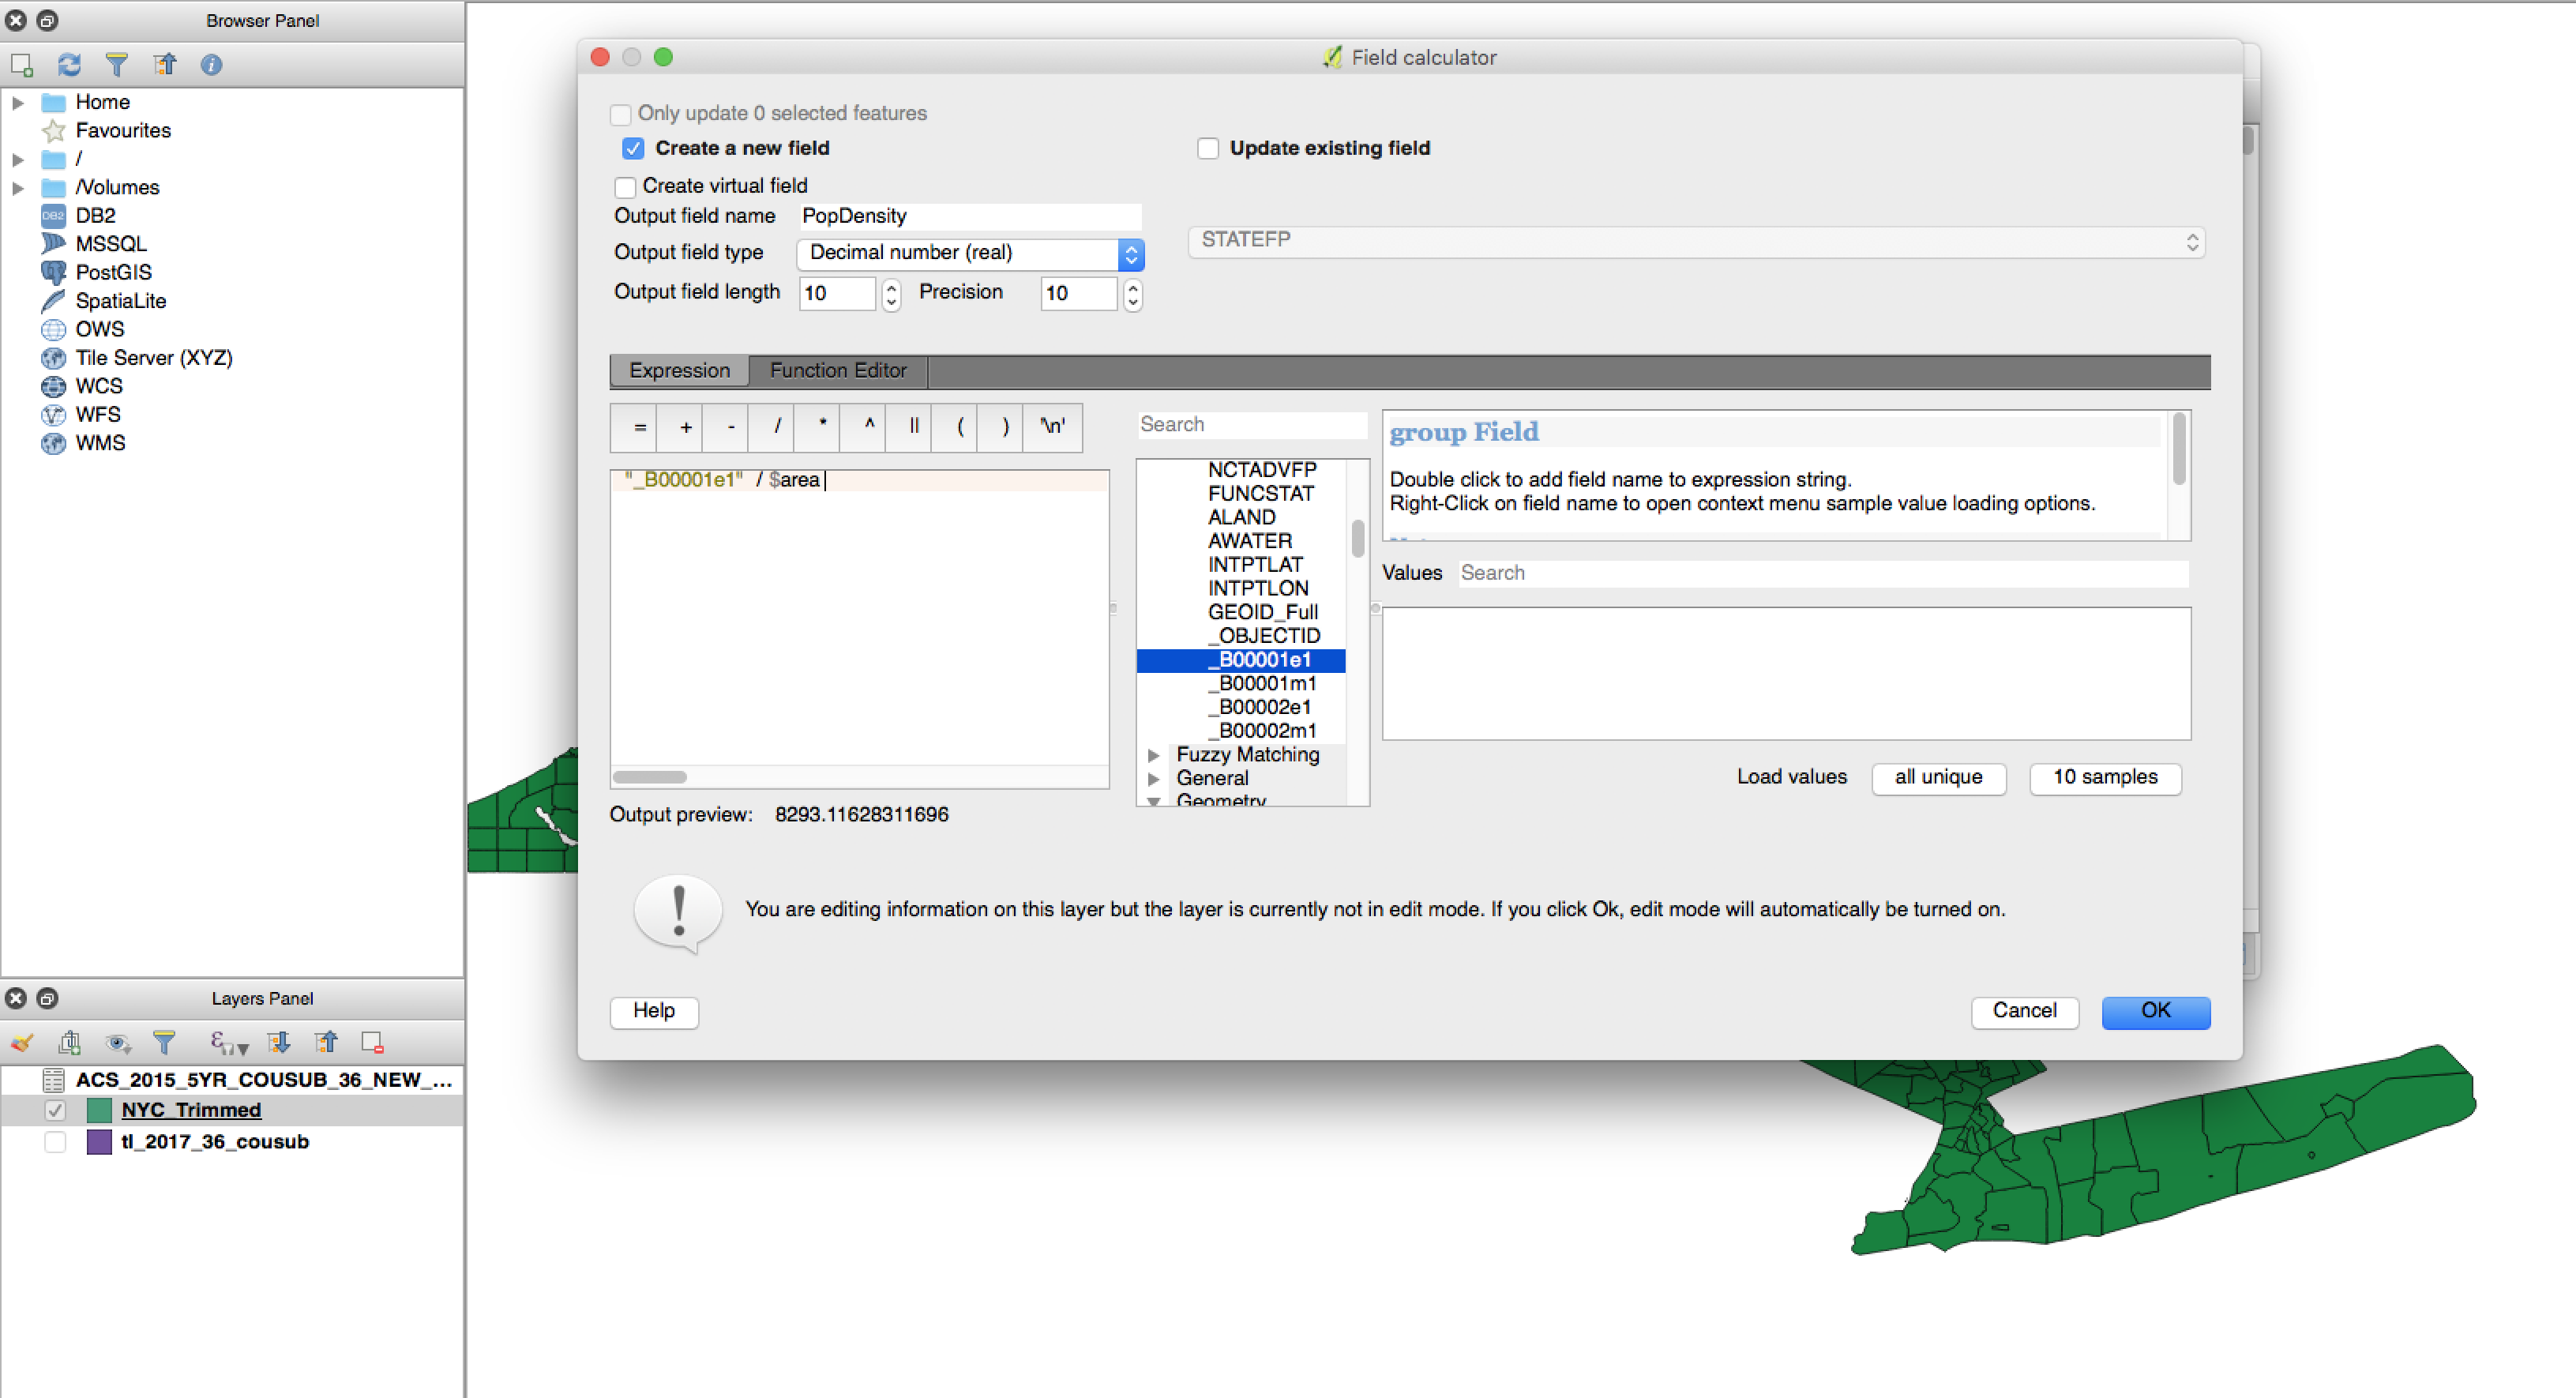 Browser Panel
Home
Favourites
/
/Volumes
DB2
MSSQL
PostGIS
SpatiaLite
OWS
Tile Server (XYZ)
WCS
WFS
WMS
Layers Panel
ACS_2015_5YR_COUSUB_36_NEW_...
NYC_Trimmed
tl_2017_36_cousub
Field calculator
Only update 0 selected features
Create a new field
Update existing field
Create virtual field
Output field name PopDensity
Output field type Decimal number (real)
STATEFP
Output field length 10 Precision 10
Expression Function Editor
= + - / * ^ || ( ) '\n'
"_B00001e1" / $area
Output preview: 8293.11628311696
Search
NCTADVFP
FUNCSTAT
ALAND
AWATER
INTPTLAT
INTPTLON
GEOID_Full
_OBJECTID
_B00001e1
_B00001m1
_B00002e1
_B00002m1
Fuzzy Matching
General
Geometry
group Field
Double click to add field name to expression string.
Right-Click on field name to open context menu sample value loading options.
Values Search
Load values all unique 10 samples
You are editing information on this layer but the layer is currently not in edit mode. If you click Ok, edit mode will automatically be turned on.
Help Cancel OK